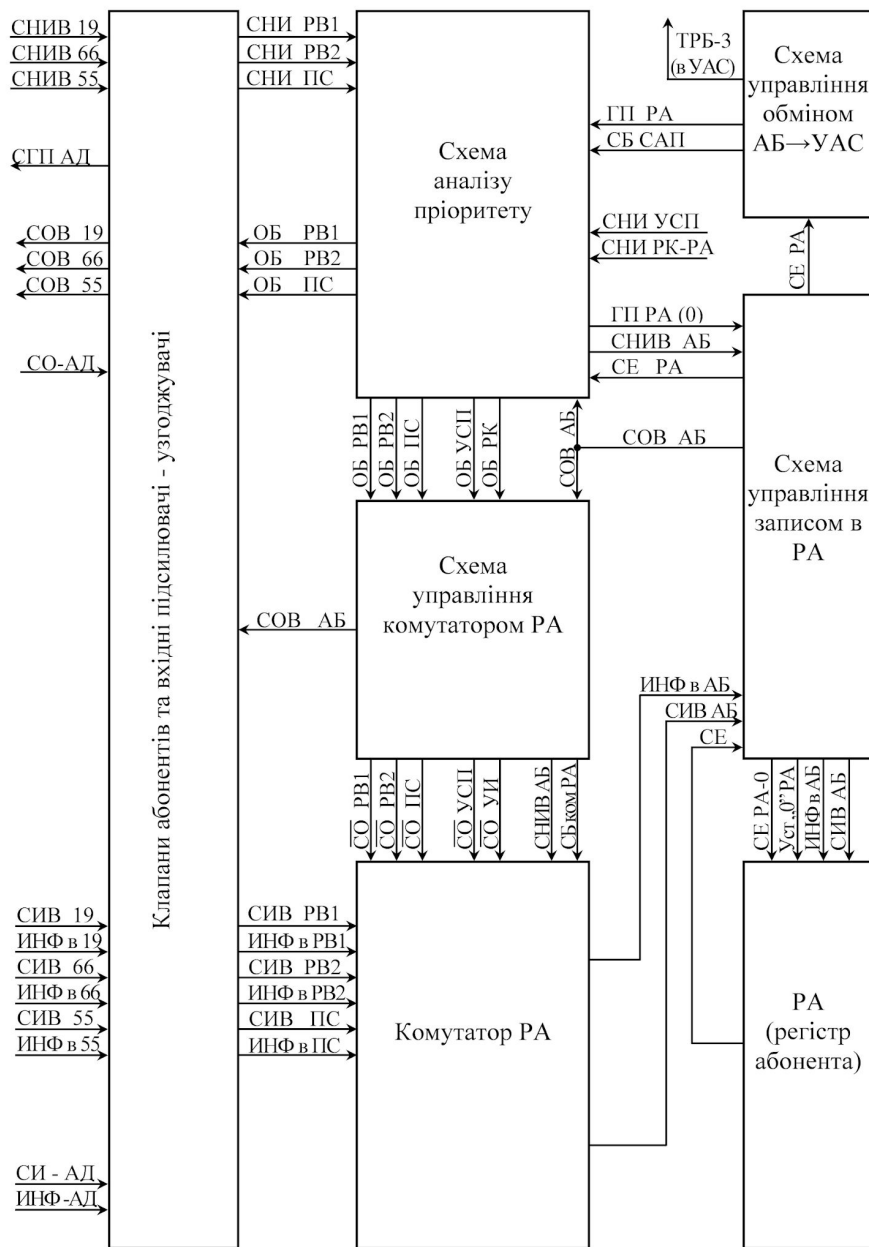 СНИВ 19
СНИВ 66
СНИВ 55
СГП АД
СОВ 19
СОВ 66
СОВ 55
СО-АД
СИВ 19
ИНФ в 19
СИВ 66
ИНФ в 66
СИВ 55
ИНФ в 55
СИ - АД
ИНФ-АД
Клапани абонентів та вхідні підсилювачі - узгоджувачі
СНИ РВ1
СНИ РВ2
СНИ ПС
ОБ РВ1
ОБ РВ2
ОБ ПС
СОВ АБ
СИВ РВ1
ИНФ в РВ1
СИВ РВ2
ИНФ в РВ2
СИВ ПС
ИНФ в ПС
Схема
аналізу
пріоритету
ОБ РВ1
ОБ РВ2
ОБ ПС
ОБ УСП
ОБ РК
СОВ АБ
Схема
управління
комутатором РА
С̅О̅ РВ1
С̅О̅ РВ2
С̅О̅ ПС
С̅О̅ УСП
С̅О̅ УИ
СНИВ АБ
СБ ком РА
Комутатор РА
ТРБ-3
(в УАС)
ГП РА
СБ САП
СНИ УСП
СНИ РК-РА
ГП РА (0)
СНИВ АБ
СЕ РА
СОВ АБ
ИНФ в АБ
СИВ АБ
СЕ
Схема
управління
обміном
АБ→УАС
СЕ РА
Схема
управління
записом в
РА
СЕ РА-0
Уст „0” РА
ИНФ в АБ
СИВ АБ
РА
(регістр
абонента)